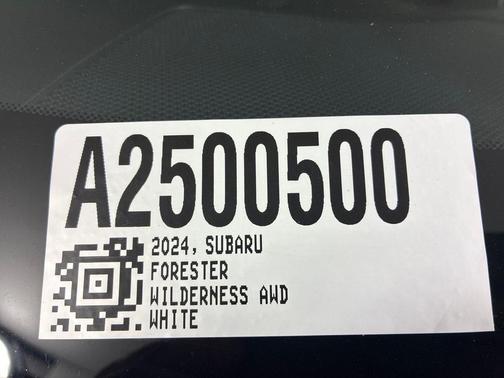 A2500500
2024, SUBARU
FORESTER
WILDERNESS AWD
WHITE